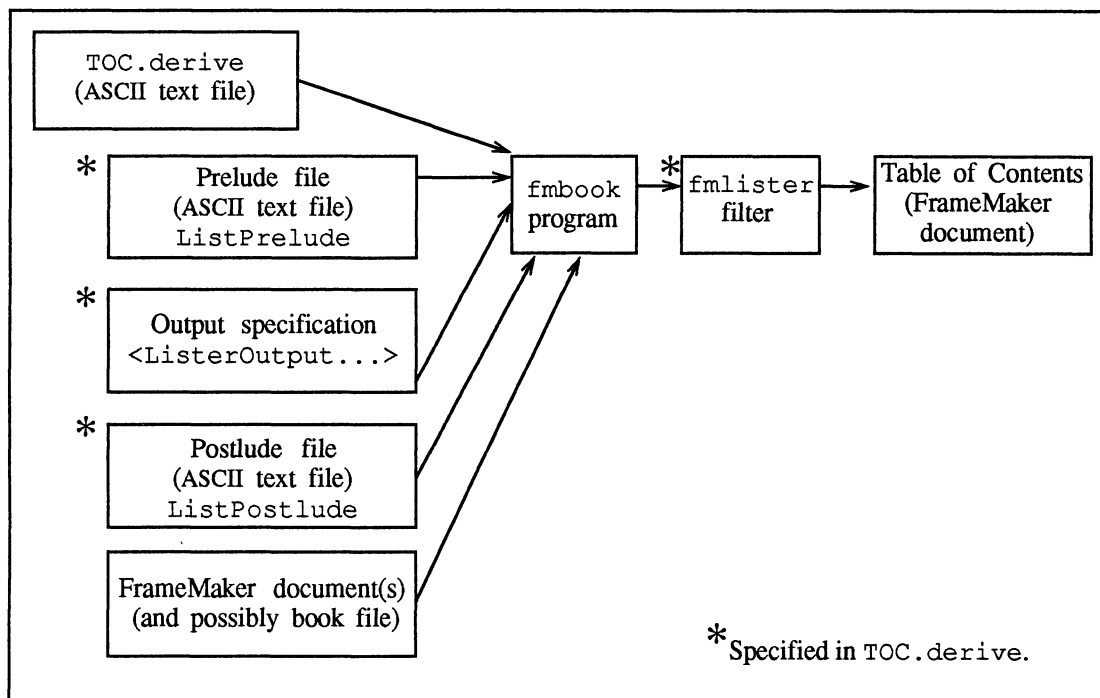 TOC.derive
(ASCII text file)
*
Prelude file
(ASCII text file)
ListPrelude
*
Output specification
<ListerOutput...>
*
Postlude file
(ASCII text file)
ListPostlude
FrameMaker document(s)
(and possibly book file)
fmbook
program
*
fmlister
filter
Table of Contents
(FrameMaker
document)
*Specified in TOC.derive.